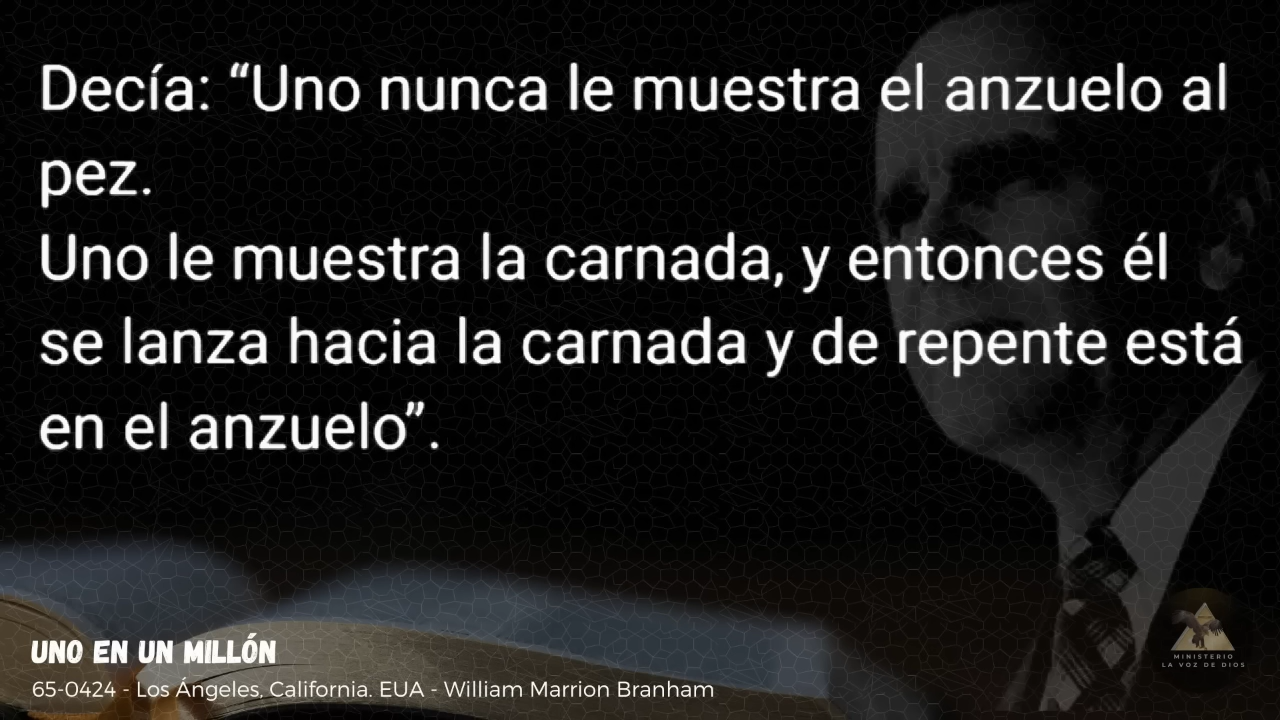 Decía: “Uno nunca le muestra el anzuelo al
pez.
Uno le muestra la carnada, y entonces él
se lanza hacia la carnada y de repente está
en el anzuelo”.
UNO EN UN MILLÓN
65-0424 - Los Ángeles, California. EUA - William Marrion Branham
MINISTERIO
LA VOZ DE DIOS